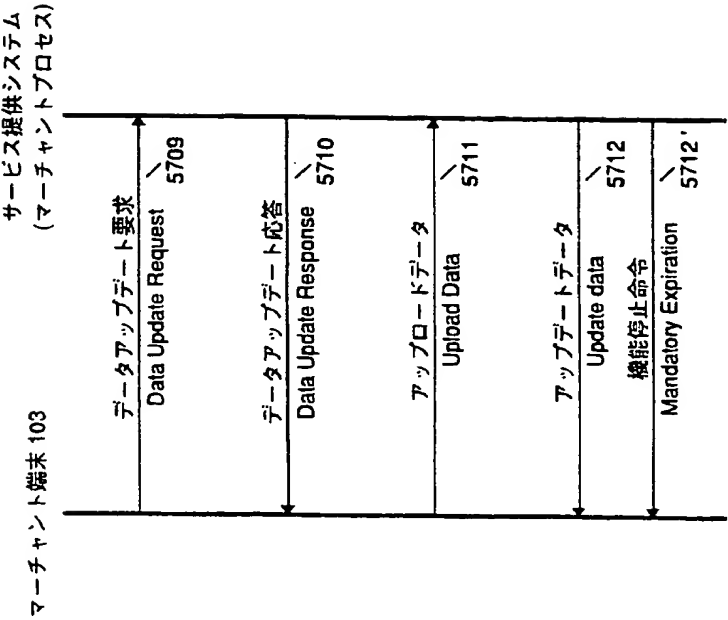 サービス提供システム
(マーチャントプロセス)
マーチャント端末 103
データアップデート要求
Data Update Request
5709
データアップデート応答
Data Update Response
5710
アップロードデータ
Upload Data
5711
アップデートデータ
Update data
5712
機能停止命令
Mandatory Expiration
5712'